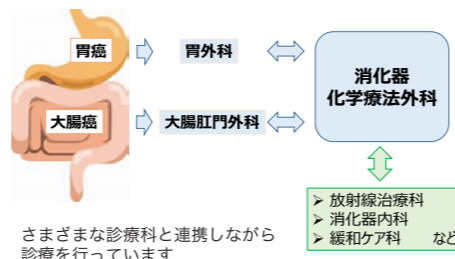 胃癌
胃外科
消化器
化学療法外科
大腸癌
大腸肛門外科
➢ 放射線治療科
➢ 消化器内科
➢ 緩和ケア科 など
さまざまな診療科と連携しながら
診療を行っています